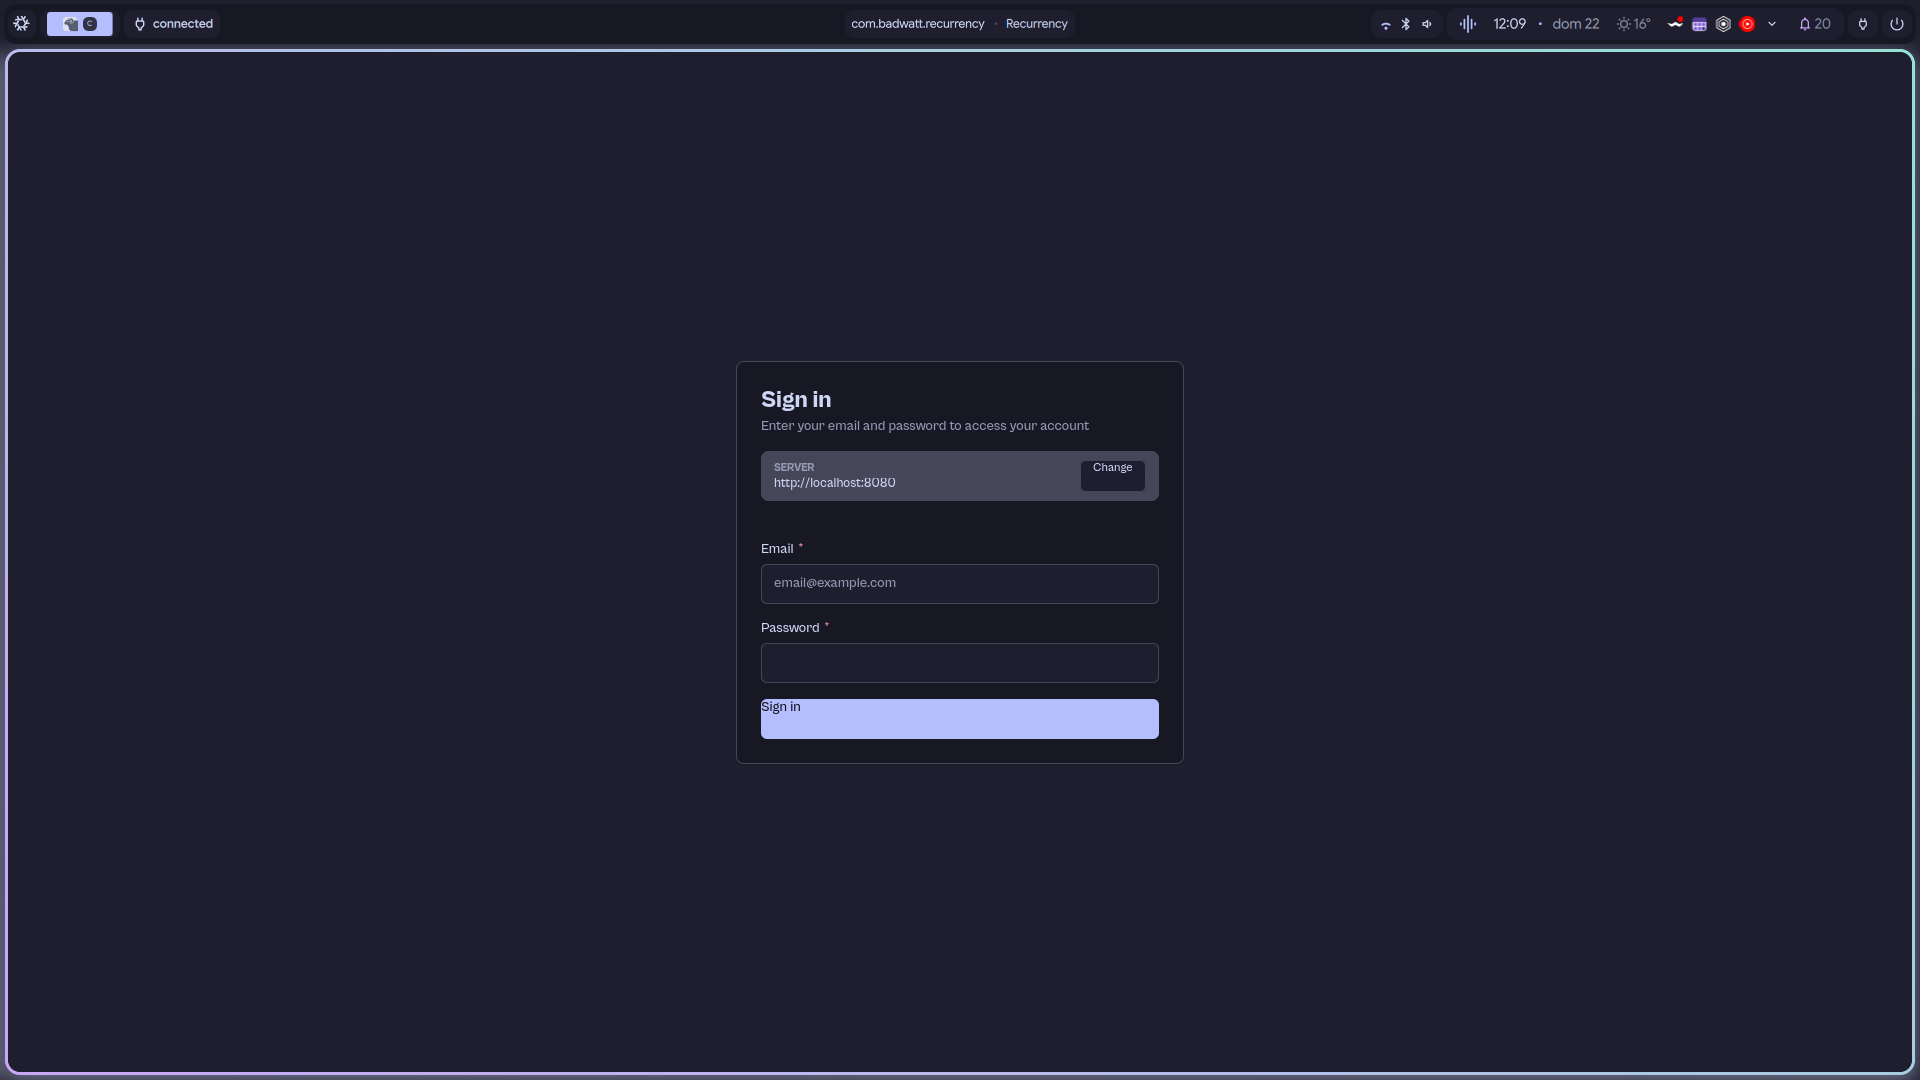 connected
com.badwatt.recurrency · Recurrency
12:09 · dom 22
16°
20
Sign in
Enter your email and password to access your account
SERVER
http://localhost:8080
Change
Email *
email@example.com
Password *
Sign in